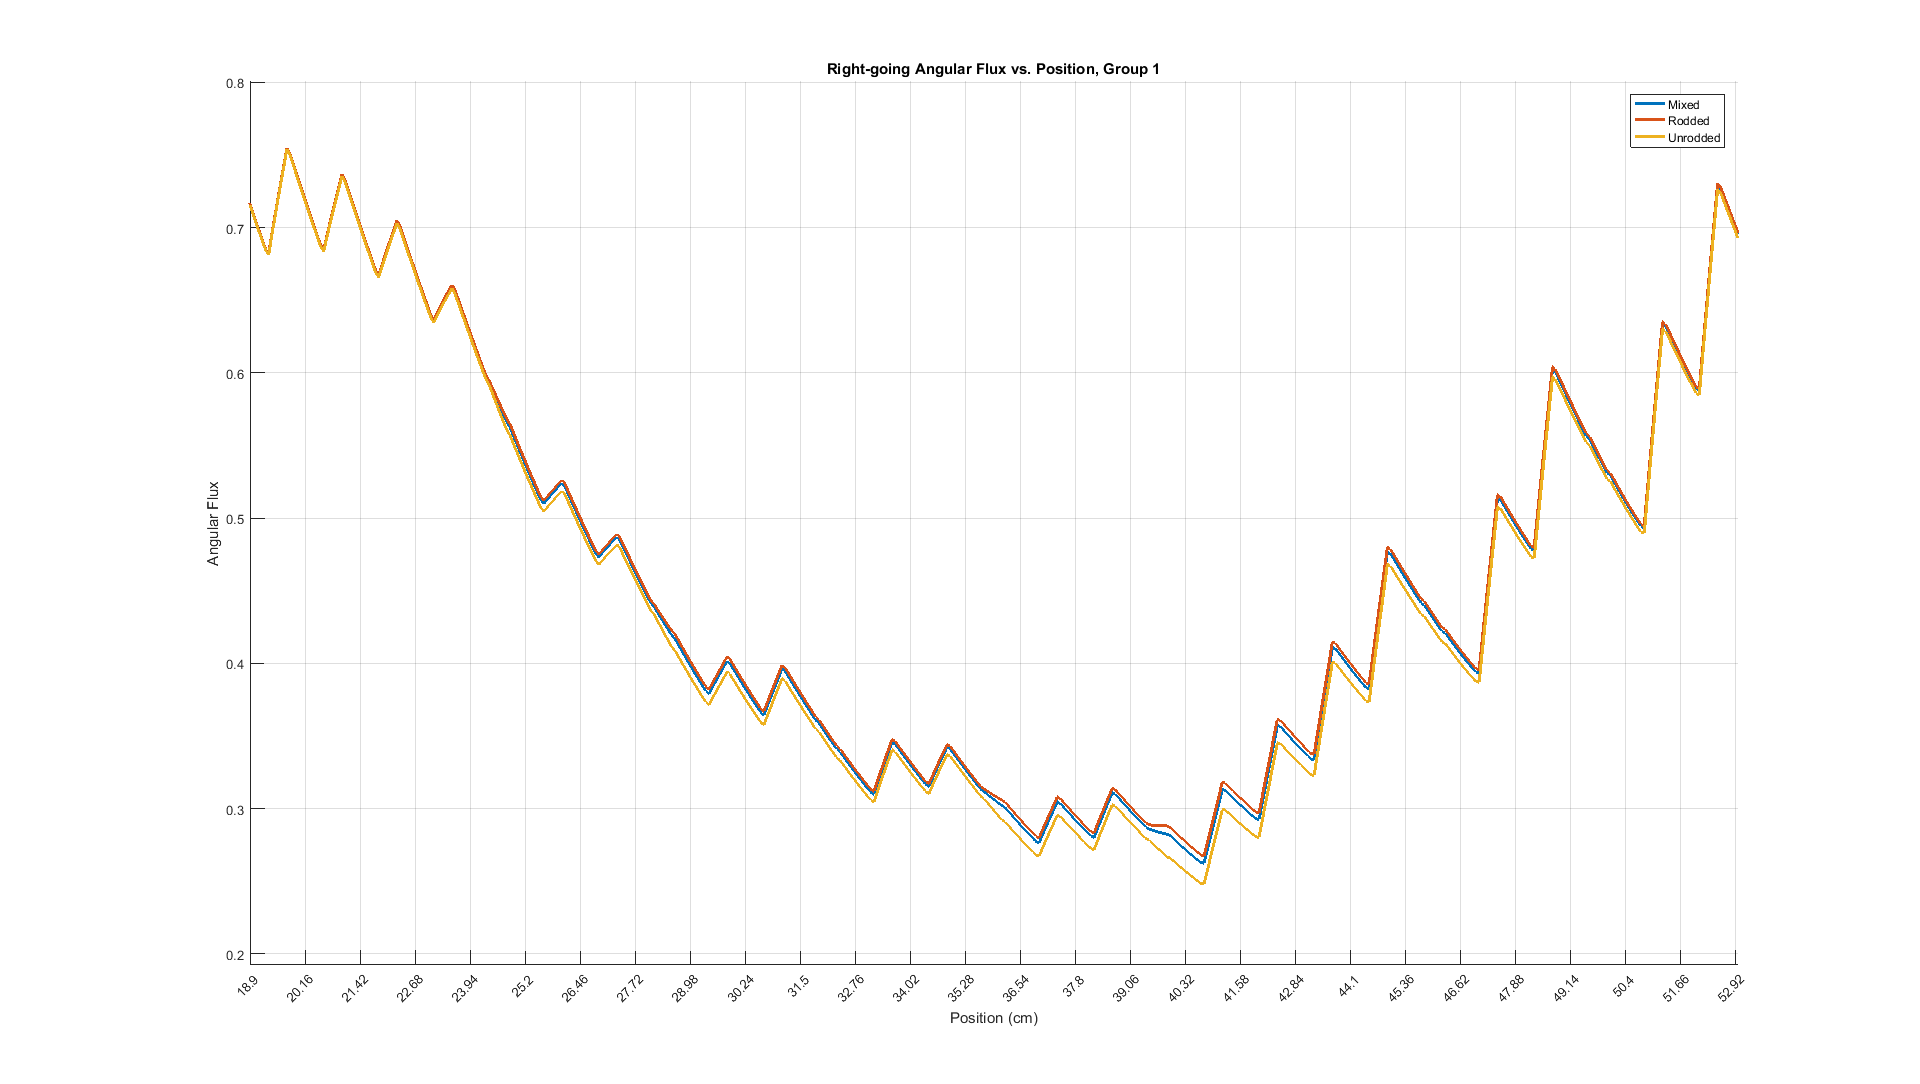 Right-going Angular Flux vs. Position, Group 1
Mixed
Rodded
Unrodded
Angular Flux
0.8
0.7
0.6
0.5
0.4
0.3
0.2
18.9 20.16 21.42 22.68 23.94 25.2 26.46 27.72 28.98 30.24 31.5 32.76 34.02 35.28 36.54 37.8 39.06 40.32 41.58 42.84 44.1 45.36 46.62 47.88 49.14 50.4 51.66 52.92
Position (cm)